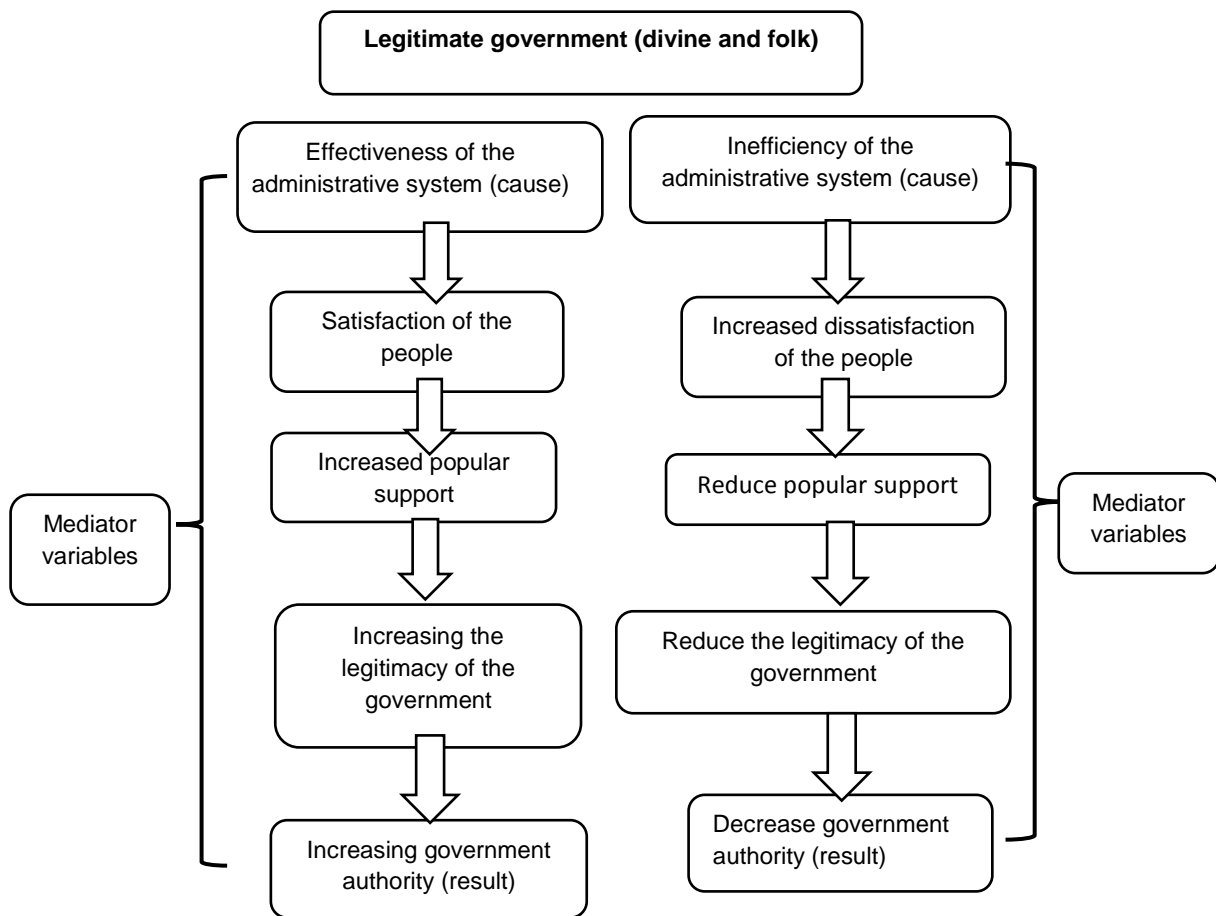 Legitimate government (divine and folk)
Effectiveness of the
administrative system (cause)
Satisfaction of the
people
Increased popular
support
Increasing the
legitimacy of the
government
Increasing government
authority (result)
Mediator
variables
Inefficiency of the
administrative system (cause)
Increased dissatisfaction
of the people
Reduce popular support
Reduce the legitimacy of the
government
Decrease government
authority (result)
Mediator
variables